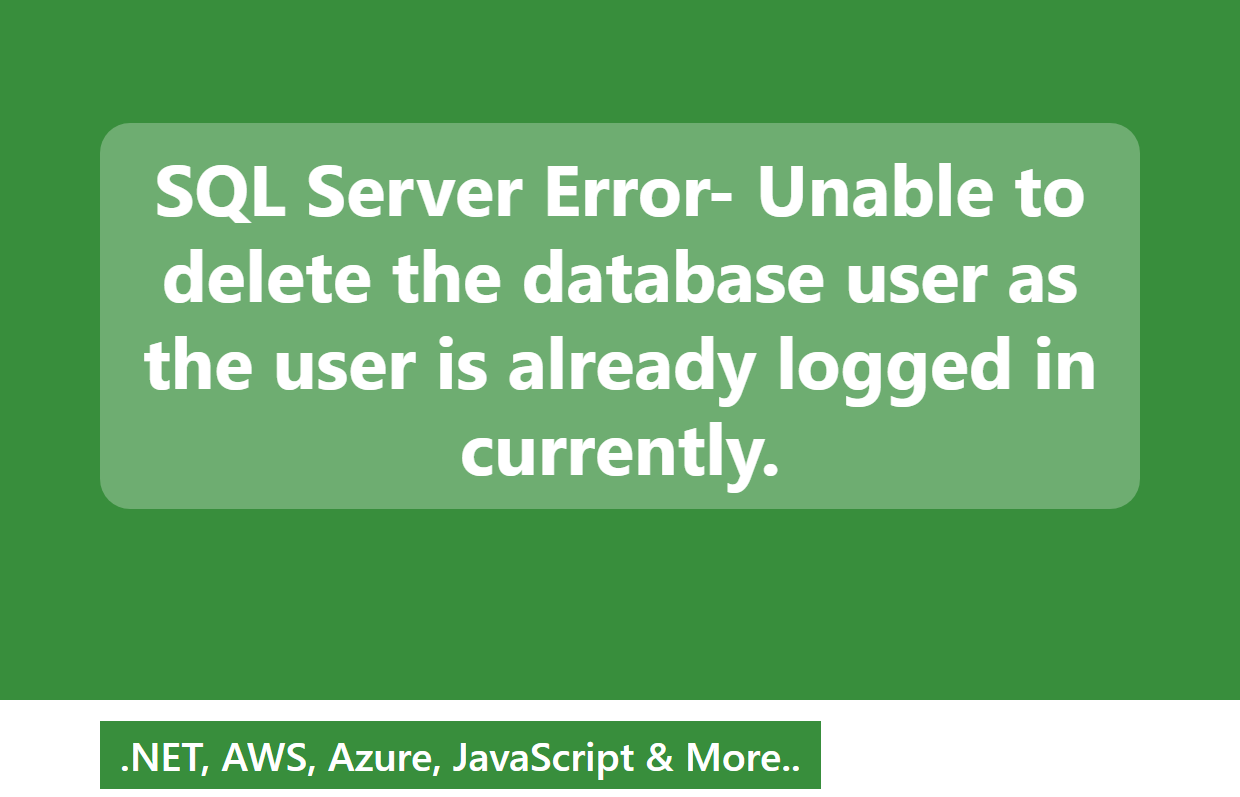 SQL Server Error- Unable to
delete the database user as
the user is already logged in
currently.
.NET, AWS, Azure, JavaScript & More..